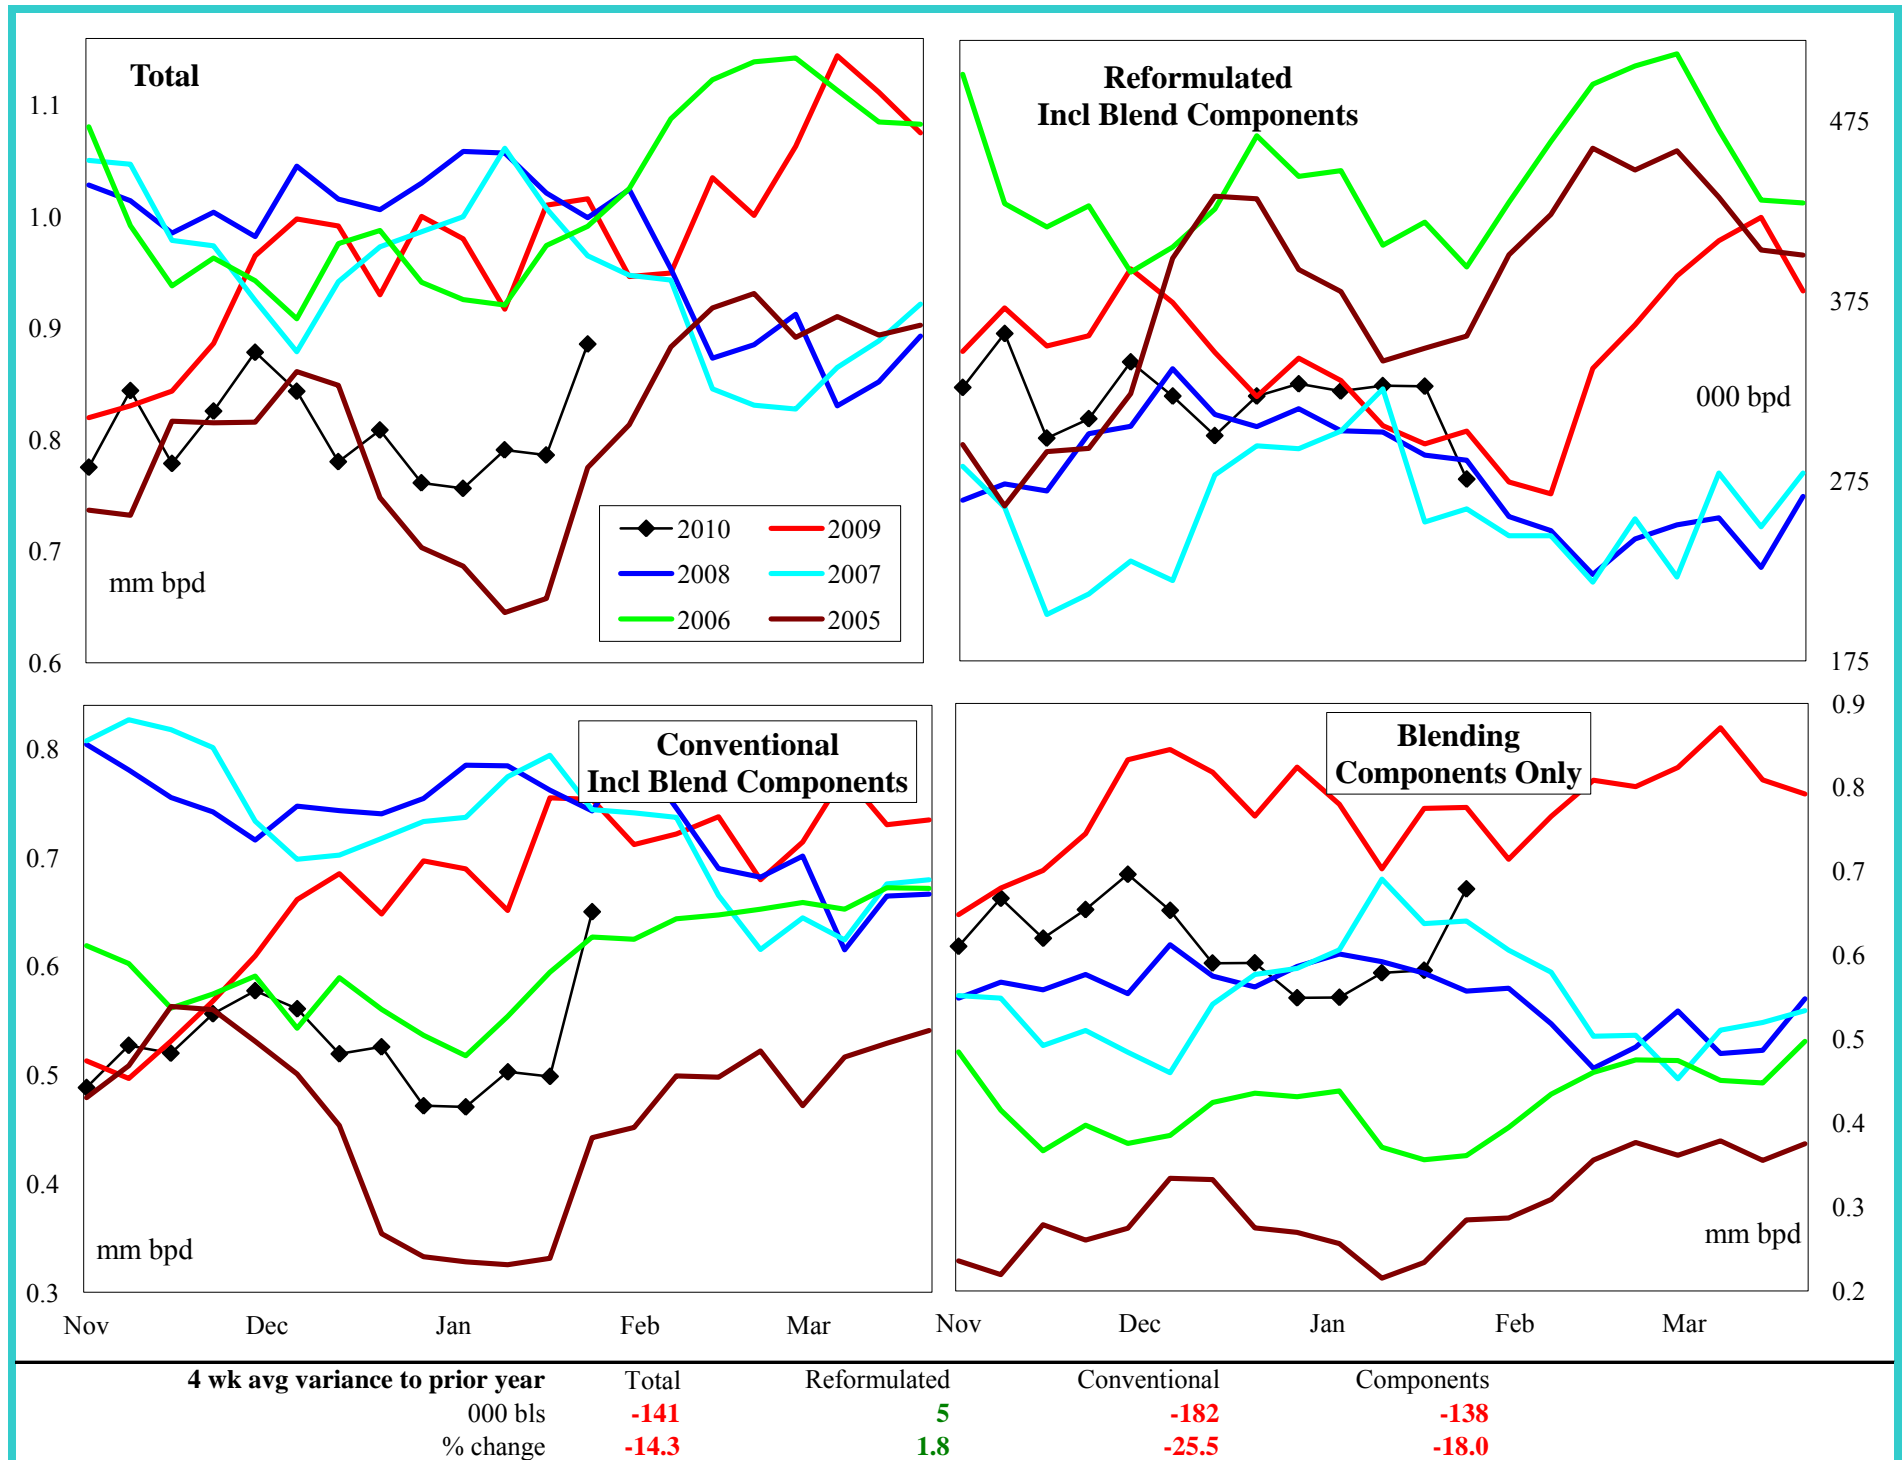 Total
1.1
1.0
0.9
0.8
0.7
0.6
mm bpd
2010
2009
2008
2007
2006
2005
Reformulated
Incl Blend Components
475
375
275
175
000 bpd
Conventional
Incl Blend Components
0.8
0.7
0.6
0.5
0.4
0.3
mm bpd
Nov Dec Jan Feb Mar
Blending
Components Only
0.9
0.8
0.7
0.6
0.5
0.4
0.3
0.2
mm bpd
Nov Dec Jan Feb Mar
4 wk avg variance to prior year Total Reformulated Conventional Components
000 bls -141 5 -182 -138
% change -14.3 1.8 -25.5 -18.0